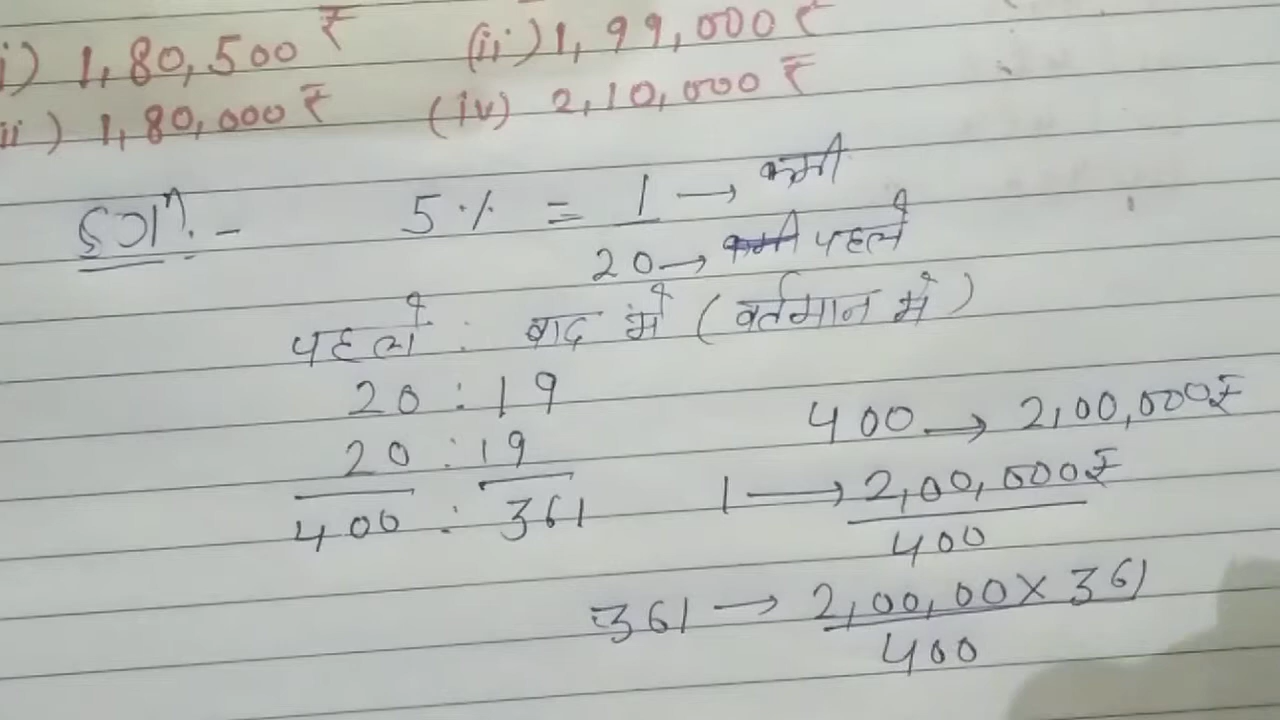 i) 1,80,500 ₹ (ii) 1,99,000 ₹
iii) 1,80,000 ₹ (iv) 2,10,000 ₹
Solⁿ. - 5 % = 1 → कमी
20 → पहले
पहले : बाद में ( वर्तमान में )
20 : 19
20 : 19
400 : 361
400 → 2,00,000₹
1 → 2,00,000₹
400
361 → 2,00,00 × 361
400